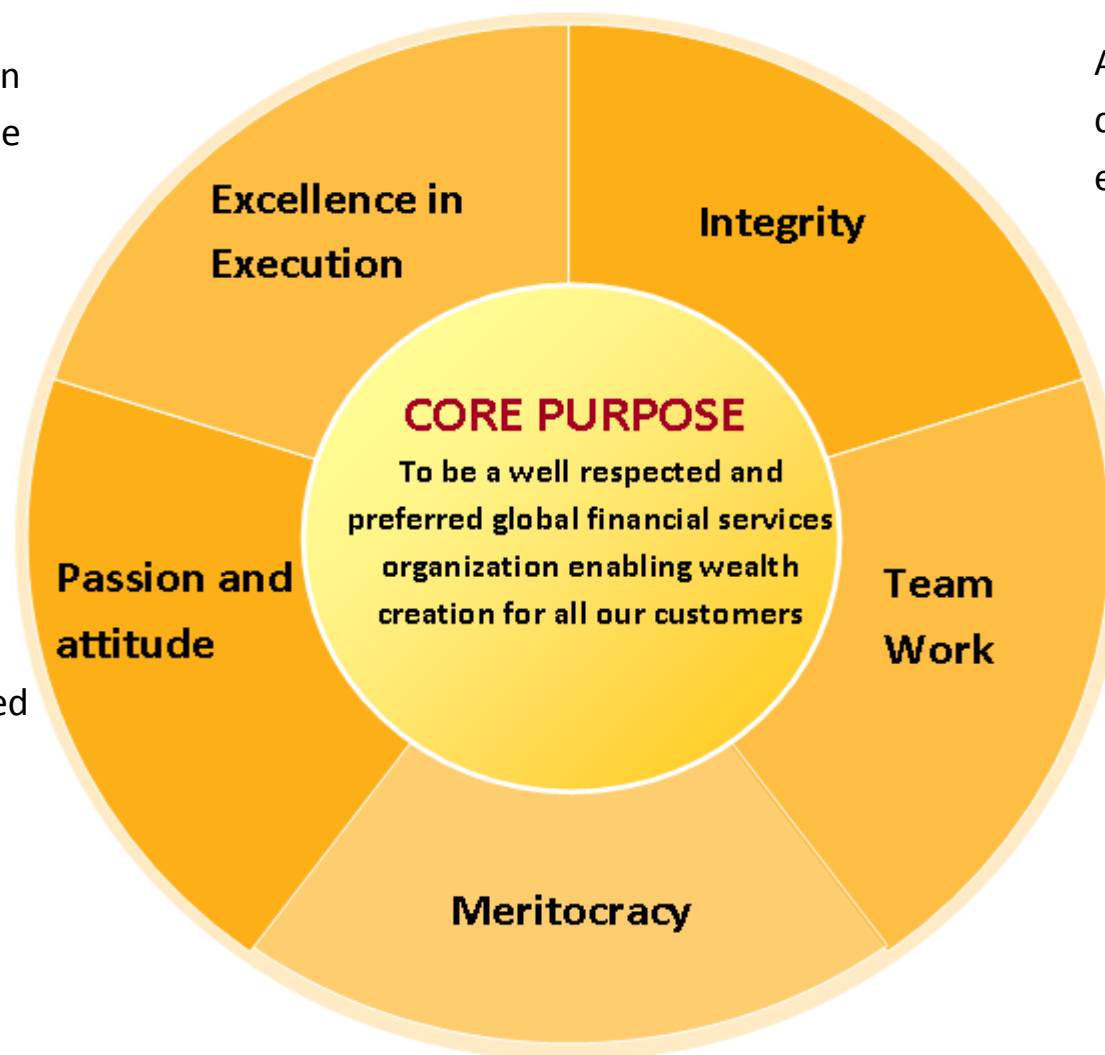 Excellence in
Execution
Integrity
CORE PURPOSE
To be a well respected and
preferred global financial services
organization enabling wealth
creation for all our customers
Passion and
attitude
Team
Work
Meritocracy